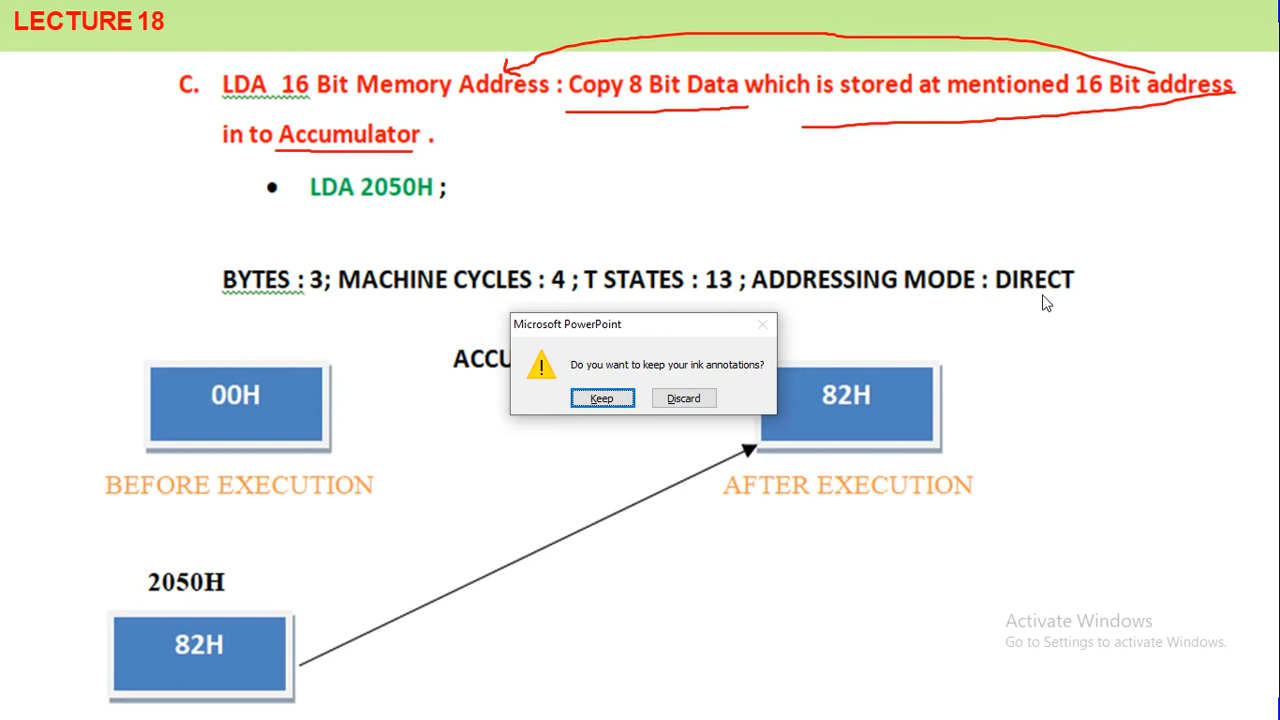 LECTURE 18
C. LDA 16 Bit Memory Address : Copy 8 Bit Data which is stored at mentioned 16 Bit address
in to Accumulator .
• LDA 2050H ;
BYTES : 3; MACHINE CYCLES : 4 ; T STATES : 13 ; ADDRESSING MODE : DIRECT
Microsoft PowerPoint
Do you want to keep your ink annotations?
Keep Discard
00H
82H
BEFORE EXECUTION
AFTER EXECUTION
2050H
82H
Activate Windows
Go to Settings to activate Windows.